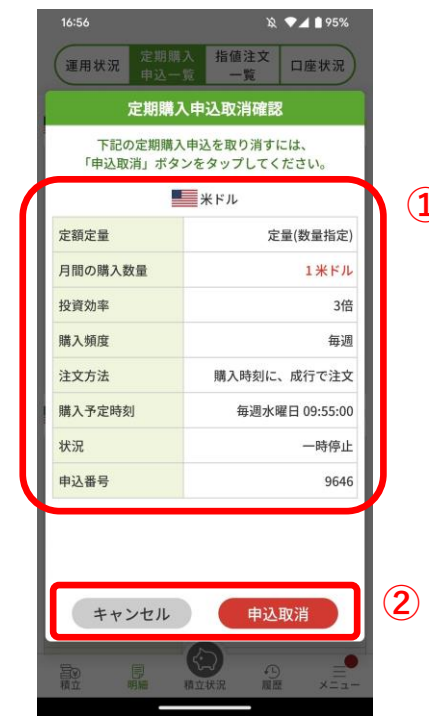 16:56 95%
運用状況 定期購入申込一覧 指値注文一覧 口座状況
定期購入申込取消確認
下記の定期購入申込を取り消すには、
「申込取消」ボタンをタップしてください。
米ドル
①
定額定量 定量(数量指定)
月間の購入数量 1米ドル
投資効率 3倍
購入頻度 毎週
注文方法 購入時刻に、成行で注文
購入予定時刻 毎週水曜日 09:55:00
状況 一時停止
申込番号 9646
キャンセル 申込取消
②
積立 明細 積立状況 履歴 メニュー